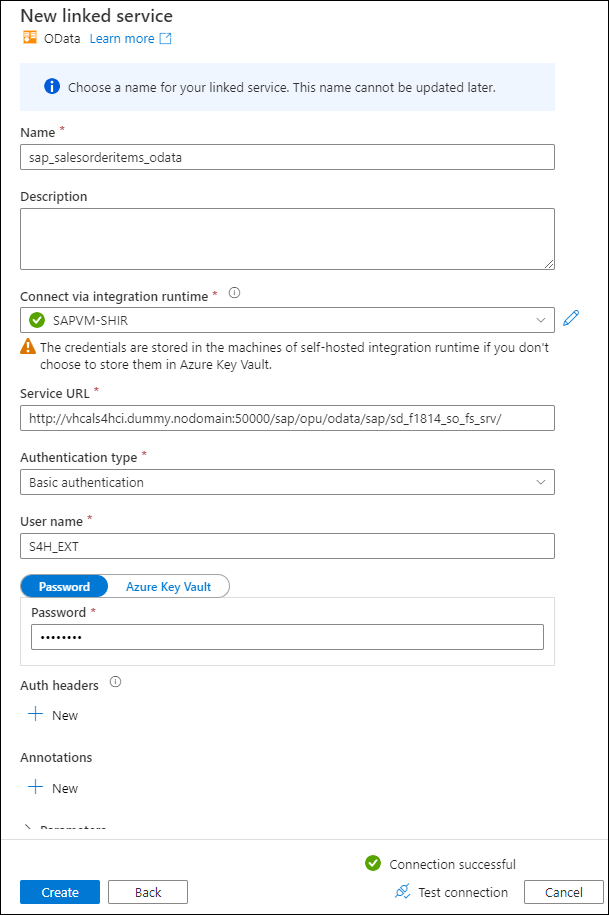 New linked service
OData Learn more
Choose a name for your linked service. This name cannot be updated later.
Name *
sap_salesorderitems_odata
Description
Connect via integration runtime *
SAPVM-SHIR
The credentials are stored in the machines of self-hosted integration runtime if you don't
choose to store them in Azure Key Vault.
Service URL *
http://vhcals4hci.dummy.nodomain:50000/sap/opu/odata/sap/sd_f1814_so_fs_srv/
Authentication type *
Basic authentication
User name *
S4H_EXT
Password Azure Key Vault
Password *
••••••••
Auth headers
New
Annotations
New
Parameters
Connection successful
Create Back Test connection Cancel